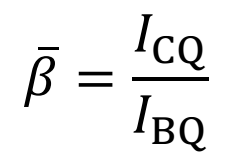 β̄ = I_CQ / I_BQ